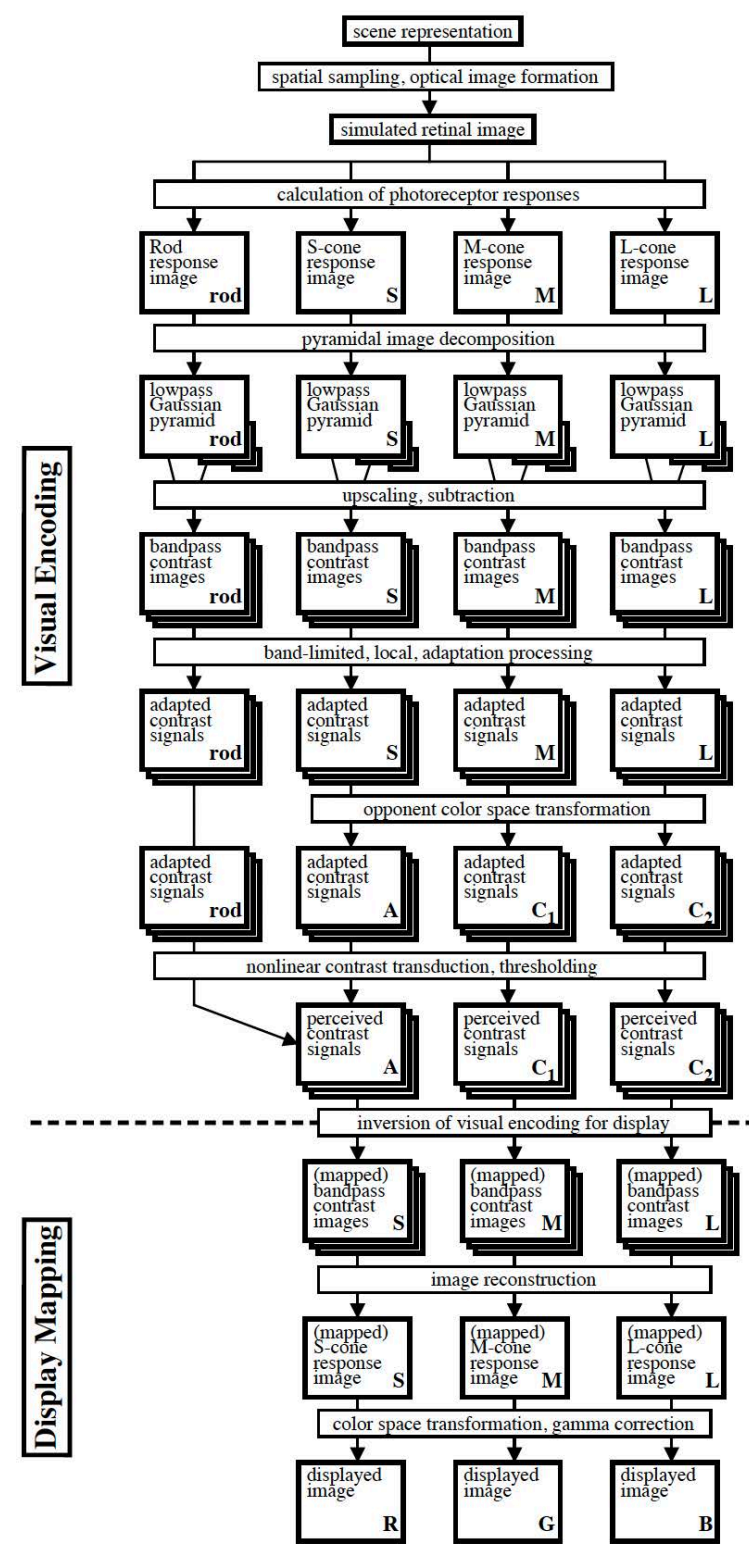 scene representation
spatial sampling, optical image formation
simulated retinal image
calculation of photoreceptor responses
Rod
response
image
rod
S-cone
response
image
S
M-cone
response
image
M
L-cone
response
image
L
pyramidal image decomposition
lowpass
Gaussian
pyramid
rod
lowpass
Gaussian
pyramid
S
lowpass
Gaussian
pyramid
M
lowpass
Gaussian
pyramid
L
upscaling, subtraction
Visual Encoding
bandpass
contrast
images
rod
bandpass
contrast
images
S
bandpass
contrast
images
M
bandpass
contrast
images
L
band-limited, local, adaptation processing
adapted
contrast
signals
rod
adapted
contrast
signals
S
adapted
contrast
signals
M
adapted
contrast
signals
L
opponent color space transformation
adapted
contrast
signals
rod
adapted
contrast
signals
A
adapted
contrast
signals
C1
adapted
contrast
signals
C2
nonlinear contrast transduction, thresholding
perceived
contrast
signals
A
perceived
contrast
signals
C1
perceived
contrast
signals
C2
inversion of visual encoding for display
(mapped)
bandpass
contrast
images
S
(mapped)
bandpass
contrast
images
M
(mapped)
bandpass
contrast
images
L
Display Mapping
image reconstruction
(mapped)
S-cone
response
image
S
(mapped)
M-cone
response
image
M
(mapped)
L-cone
response
image
L
color space transformation, gamma correction
displayed
image
R
displayed
image
G
displayed
image
B